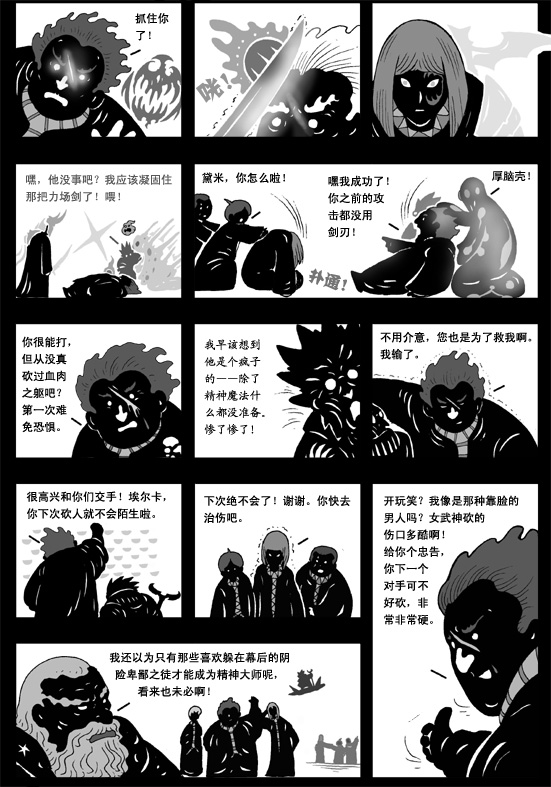 抓住你
了！
咣！
嘿，他没事吧？我应该凝固住
那把力场剑了！喂！
黛米，你怎么啦！
扑通！
嘿我成功了！
你之前的攻
击都没用
剑刃！
厚脑壳！
你很能打，
但从没真
砍过血肉
之躯吧？
第一次难
免恐惧。
我早该想到
他是个疯子
的——除了
精神魔法什
么都没准备。
惨了惨了！
不用介意，您也是为了救我啊。
我输了。
很高兴和你们交手！埃尔卡，
你下次砍人就不会陌生啦。
下次绝不会了！谢谢。你快去
治伤吧。
开玩笑？我像是那种靠脸的
男人吗？女武神砍的
伤口多酷啊！
给你个忠告，
你下一个
对手可不
好砍，非
常非常硬。
我还以为只有那些喜欢躲在幕后的阴
险卑鄙之徒才能成为精神大师呢，
看来也未必啊！